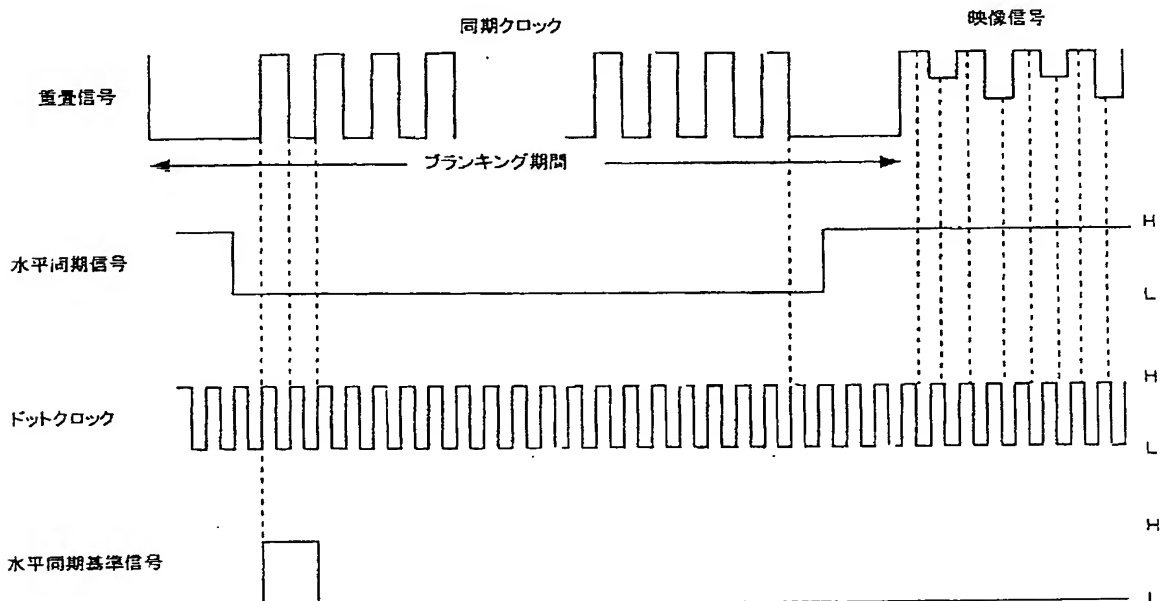 同期クロック
映像信号
重畳信号
ブランキング期間
H
水平同期信号
L
H
ドットクロック
L
H
水平同期基準信号
L